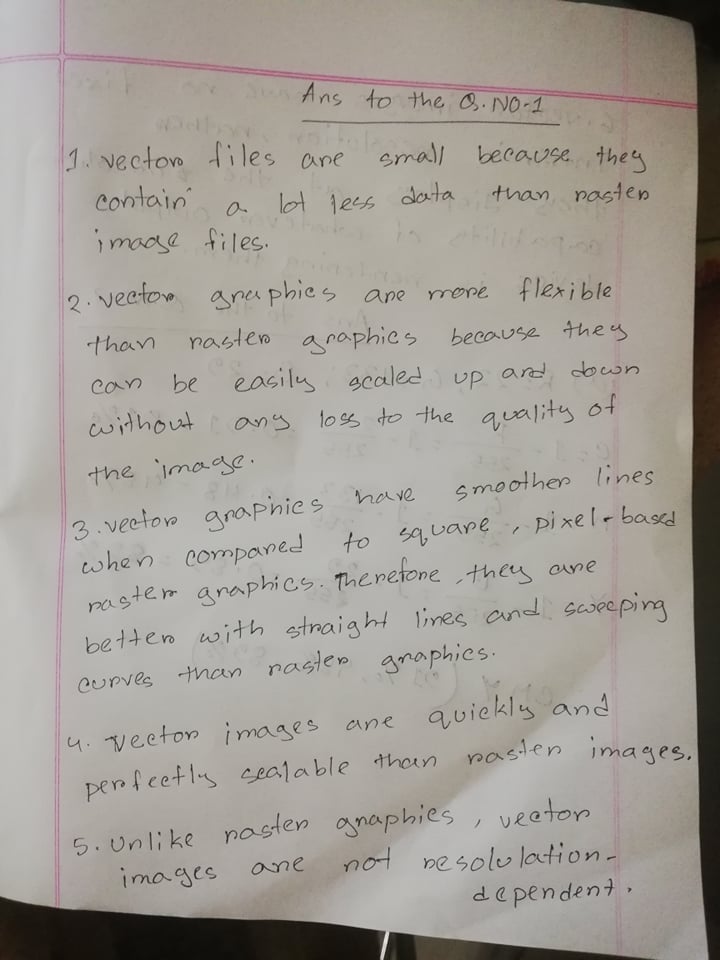 Ans to the Q. NO-1
1. vector files are small because they
contain a lot less data than raster
image files.
2. vector graphics are more flexible
than raster graphics because they
can be easily scaled up and down
without any loss to the quality of
the image.
3. vector graphics have smoother lines
when compared to square, pixel-based
raster graphics. Therefore, they are
better with straight lines and sweeping
curves than raster graphics.
4. Vector images are quickly and
perfectly scalable than raster images.
5. Unlike raster graphics, vector
images are not resolulation-
dependent.